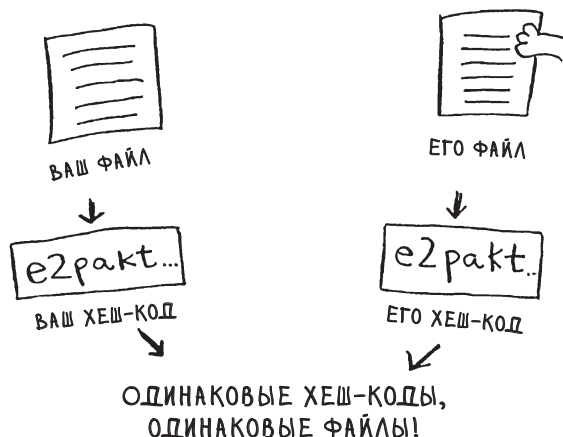 ВАШ ФАЙЛ
ЕГО ФАЙЛ
e2pakt...
e2pakt..
ВАШ ХЕШ-КОД
ЕГО ХЕШ-КОД
ОДИНАКОВЫЕ ХЕШ-КОДЫ,
ОДИНАКОВЫЕ ФАЙЛЫ!